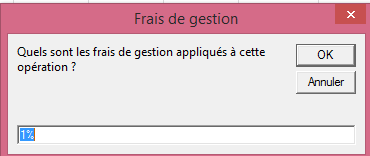 Frais de gestion
Quels sont les frais de gestion appliqués à cette
opération ?
OK
Annuler
1%